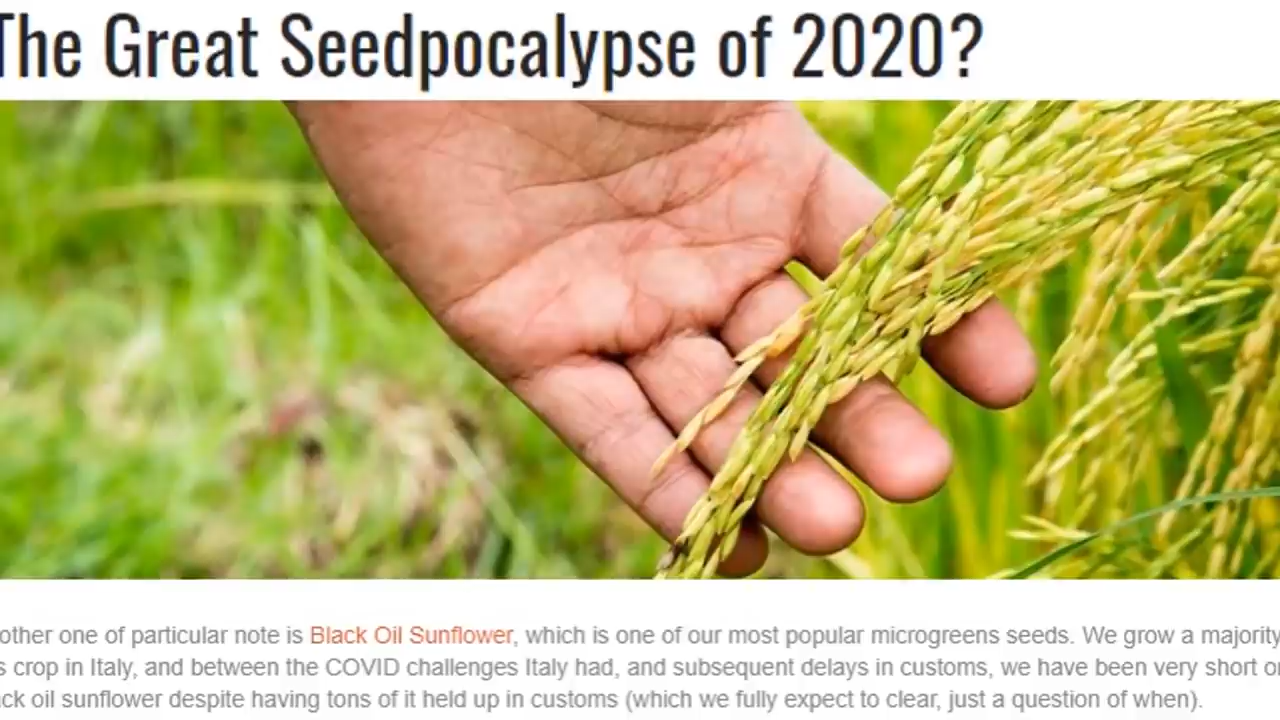 The Great Seedpocalypse of 2020?
other one of particular note is Black Oil Sunflower, which is one of our most popular microgreens seeds. We grow a majority
s crop in Italy, and between the COVID challenges Italy had, and subsequent delays in customs, we have been very short on
ck oil sunflower despite having tons of it held up in customs (which we fully expect to clear, just a question of when).